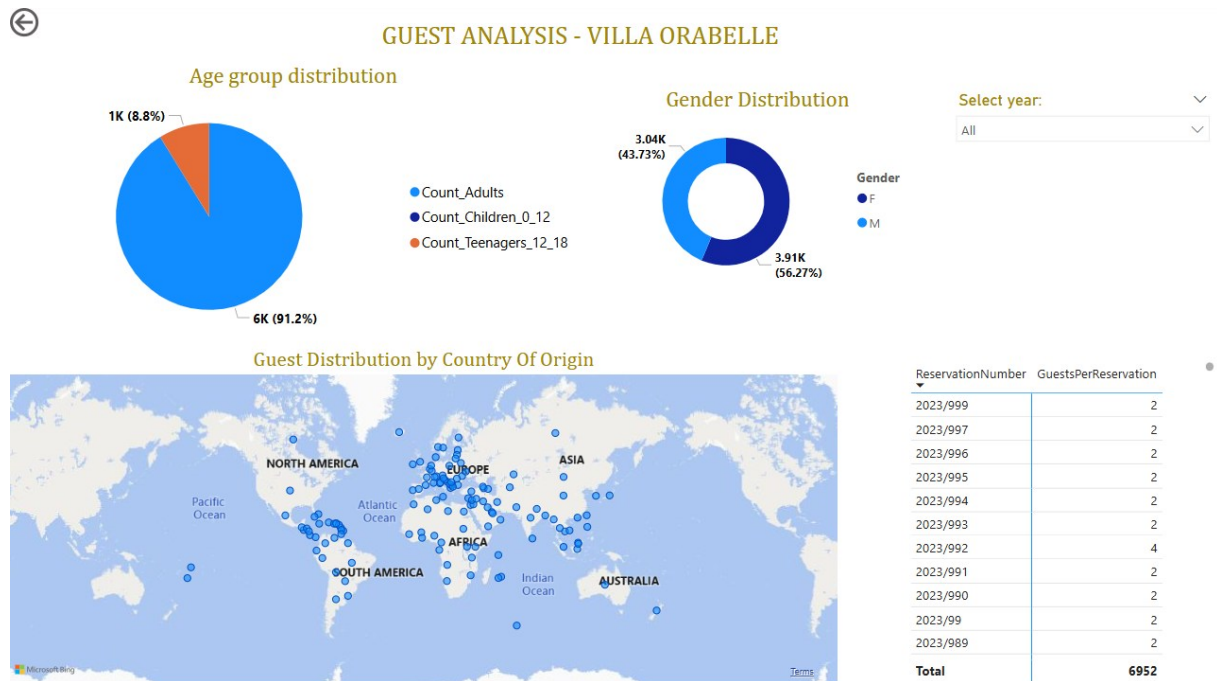 GUEST ANALYSIS - VILLA ORABELLE
Age group distribution
1K (8.8%)
6K (91.2%)
Count_Adults
Count_Children_0_12
Count_Teenagers_12_18
Gender Distribution
3.04K
(43.73%)
3.91K
(56.27%)
Gender
F
M
Select year:
All
Guest Distribution by Country Of Origin
NORTH AMERICA
EUROPE
ASIA
Pacific
Ocean
Atlantic
Ocean
AFRICA
SOUTH AMERICA
Indian
Ocean
AUSTRALIA
Microsoft Bing
Terms
ReservationNumber GuestsPerReservation
2023/999 2
2023/997 2
2023/996 2
2023/995 2
2023/994 2
2023/993 2
2023/992 4
2023/991 2
2023/990 2
2023/99 2
2023/989 2
Total 6952